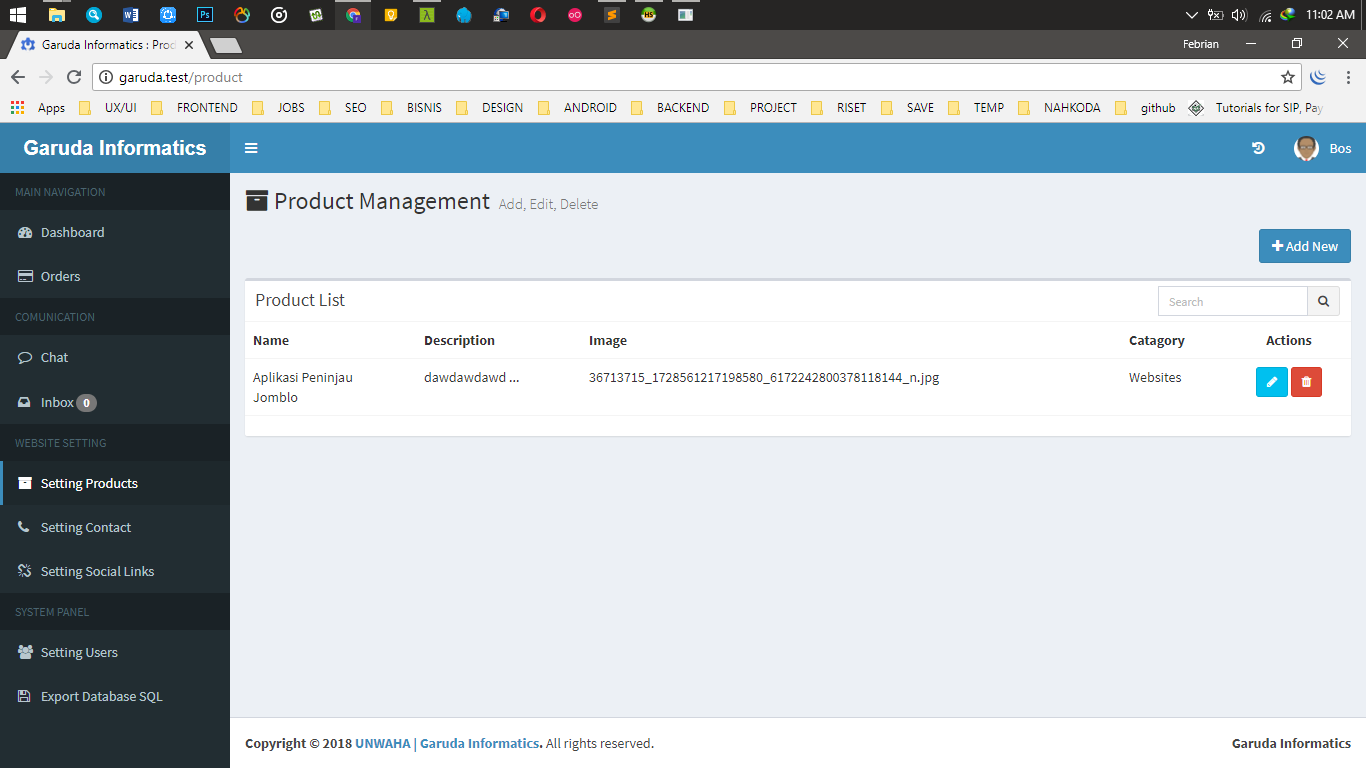 11:02 AM
Garuda Informatics : Prod
Febrian
garuda.test/product
Apps UX/UI FRONTEND JOBS SEO BISNIS DESIGN ANDROID BACKEND PROJECT RISET SAVE TEMP NAHKODA github Tutorials for SIP, Pay
Garuda Informatics
Bos
MAIN NAVIGATION
Dashboard
Orders
COMUNICATION
Chat
Inbox 0
WEBSITE SETTING
Setting Products
Setting Contact
Setting Social Links
SYSTEM PANEL
Setting Users
Export Database SQL
Product Management Add, Edit, Delete
Add New
Product List
Search
Name Description Image Catagory Actions
Aplikasi Peninjau dawdawdawd ... 36713715_1728561217198580_6172242800378118144_n.jpg Websites
Jomblo
Copyright © 2018 UNWAHA | Garuda Informatics. All rights reserved.
Garuda Informatics